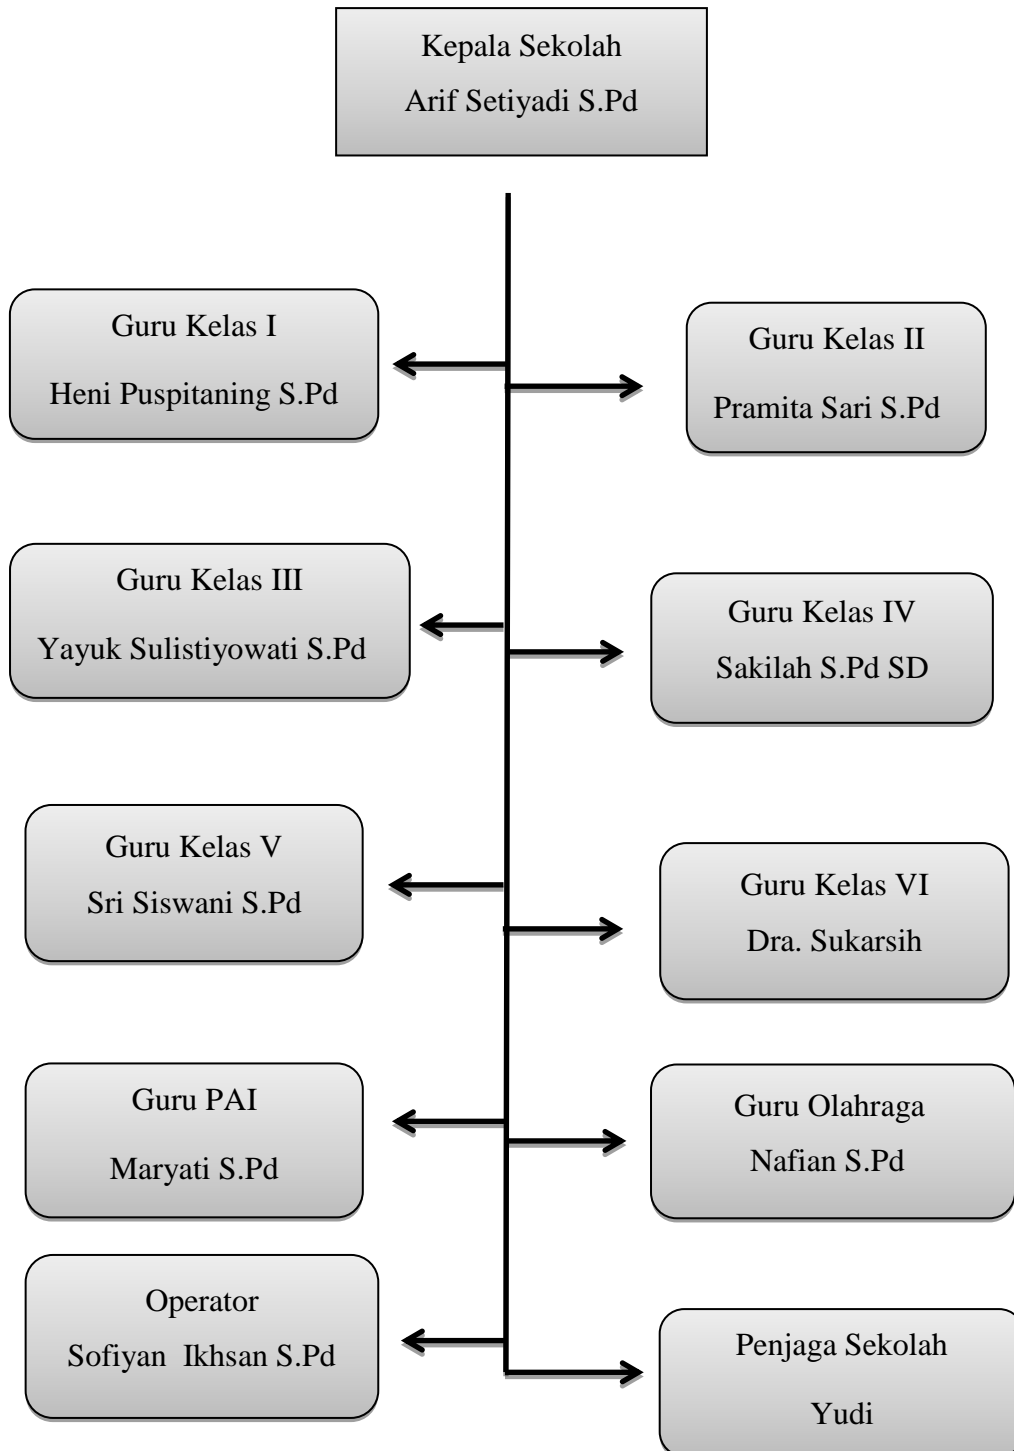 Kepala Sekolah
Arif Setiyadi S.Pd
Guru Kelas I
Heni Puspitaning S.Pd
Guru Kelas II
Pramita Sari S.Pd
Guru Kelas III
Yayuk Sulistiyowati S.Pd
Guru Kelas IV
Sakilah S.Pd SD
Guru Kelas V
Sri Siswani S.Pd
Guru Kelas VI
Dra. Sukarsih
Guru PAI
Maryati S.Pd
Guru Olahraga
Nafian S.Pd
Operator
Sofiyan Ikhsan S.Pd
Penjaga Sekolah
Yudi